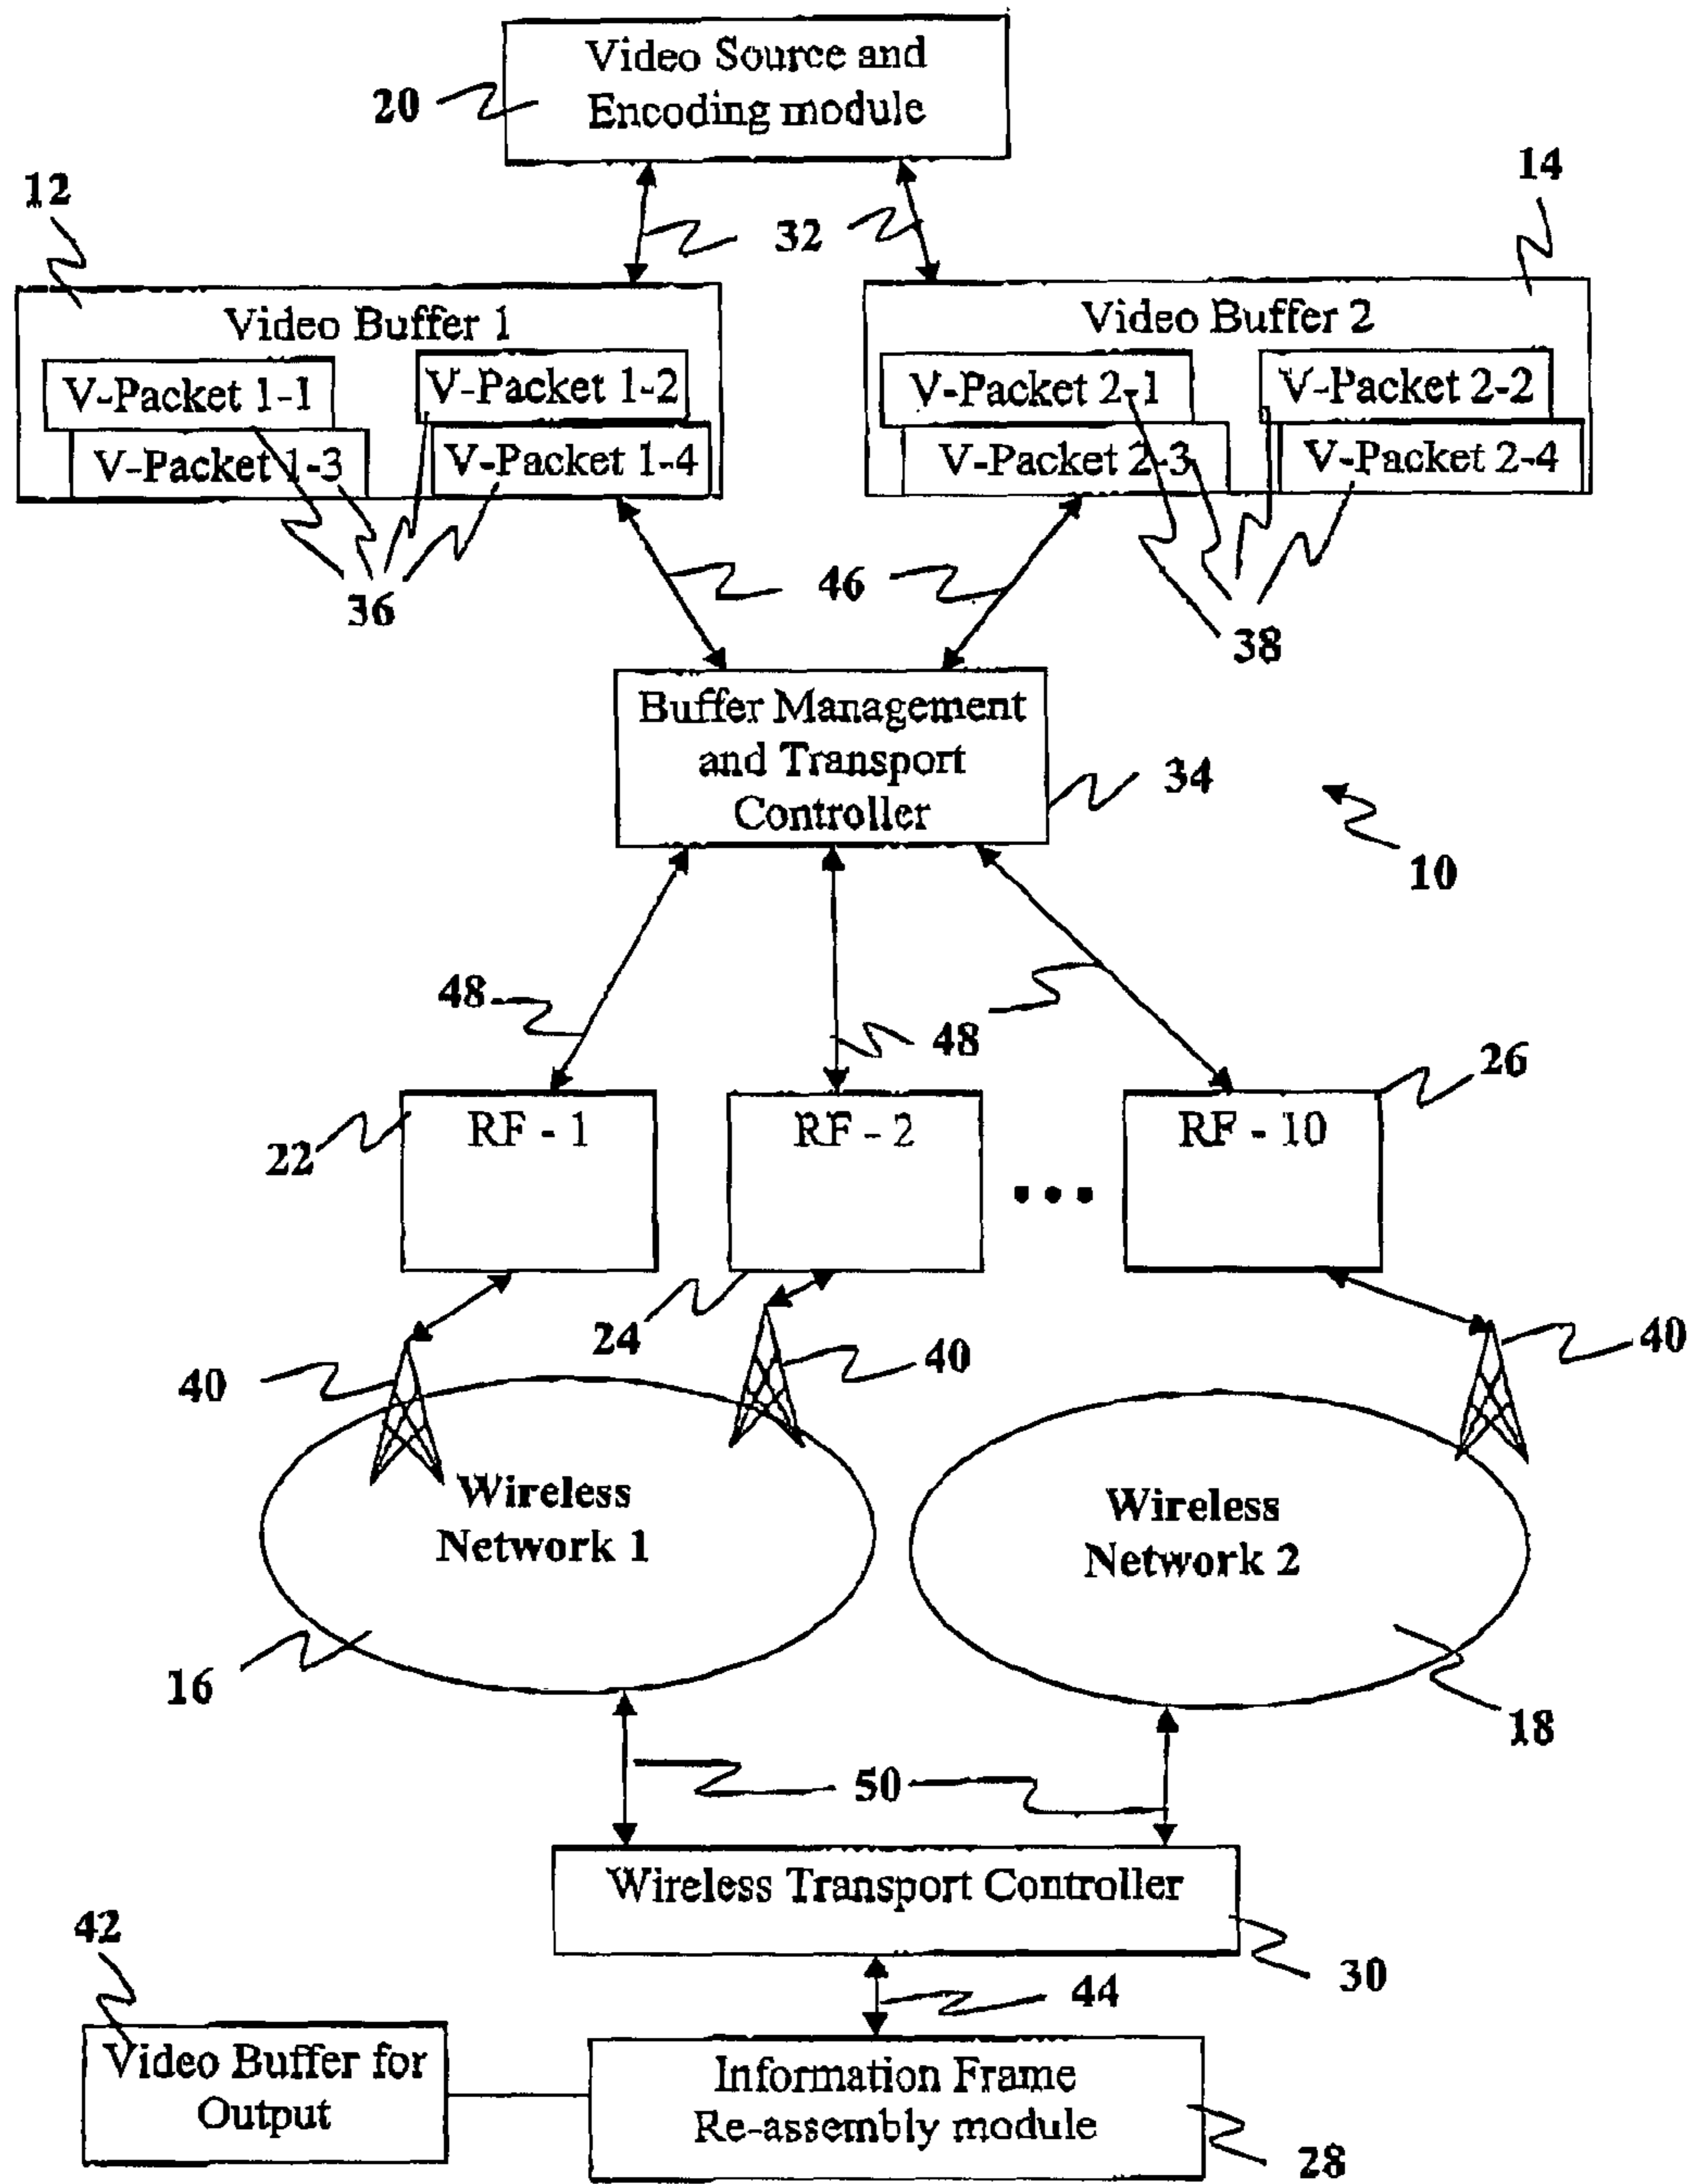 Video Source and
Encoding module
20
12
14
32
Video Buffer 1
Video Buffer 2
V-Packet 1-1
V-Packet 1-2
V-Packet 2-1
V-Packet 2-2
V-Packet 1-3
V-Packet 1-4
V-Packet 2-3
V-Packet 2-4
36
46
38
Buffer Management
and Transport
Controller
34
10
48
48
26
RF - 1
RF - 2
RF - 10
22
• • •
24
40
40
40
Wireless
Network 1
Wireless
Network 2
16
18
50
Wireless Transport Controller
42
30
44
Video Buffer for
Output
Information Frame
Re-assembly module
28